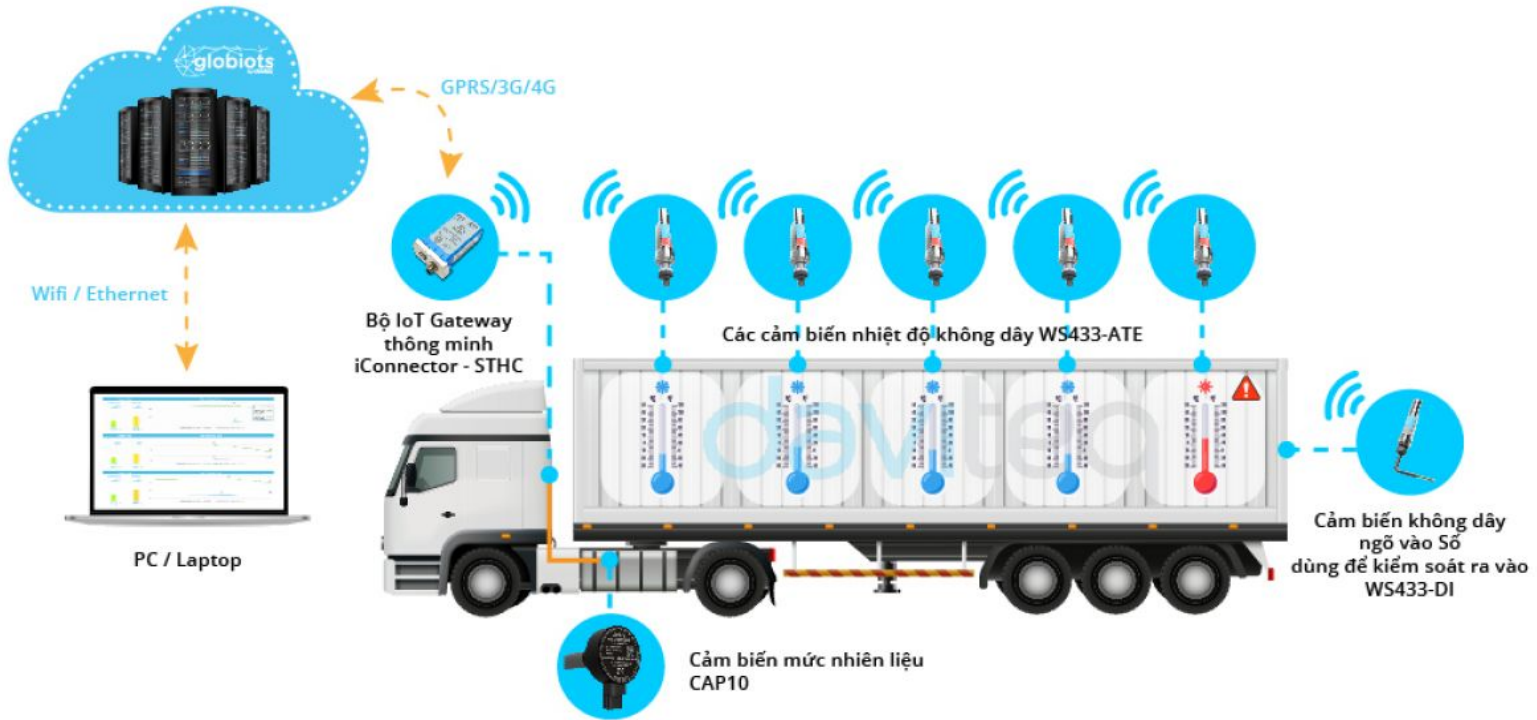 globiots
GPRS/3G/4G
Wifi / Ethernet
Bộ IoT Gateway
thông minh
iConnector - STHC
Các cảm biến nhiệt độ không dây WS433-ATE
daviteq
PC / Laptop
Cảm biến không dây
ngõ vào Số
dùng để kiểm soát ra vào
WS433-DI
Cảm biến mức nhiên liệu
CAP10